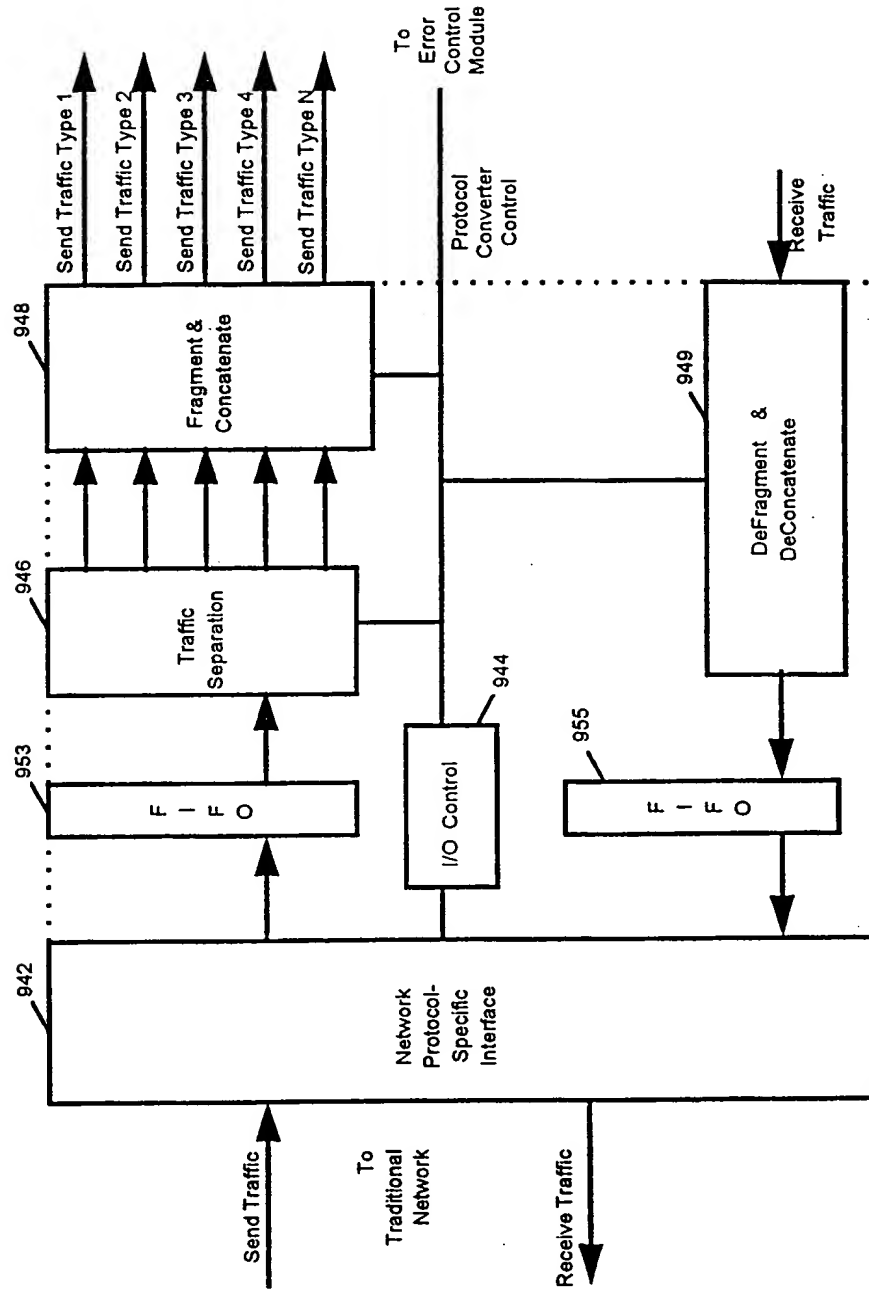 948
946
953
942
Send Traffic Type 1
Send Traffic Type 2
Send Traffic Type 3
Send Traffic Type 4
Send Traffic Type N
Fragment &
Concatenate
Traffic
Separation
F I F O
Network
Protocol-
Specific
Interface
Send Traffic
To
Traditional
Network
Receive Traffic
I/O Control
944
Protocol
Converter
Control
To
Error
Control
Module
955
F I F O
949
DeFragment &
DeConcatenate
Receive
Traffic